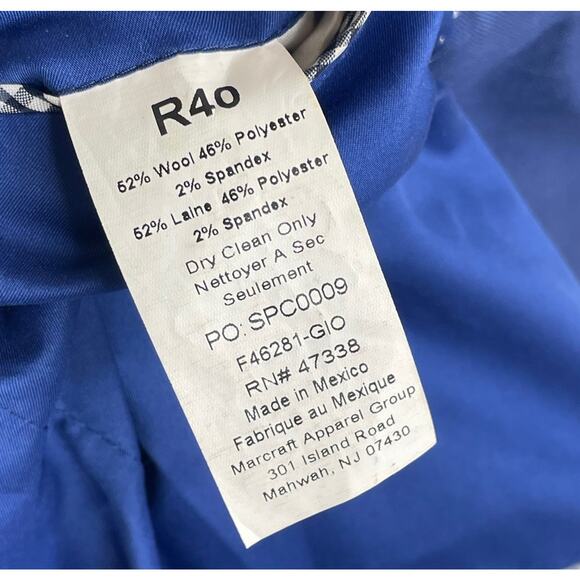 R40
52% Wool 46% Polyester
2% Spandex
52% Laine 46% Polyester
2% Spandex
Dry Clean Only
Nettoyer A Sec
Seulement
PO: SPC0009
F46281-GIO
RN# 47338
Made in Mexico
Fabrique au Mexique
Marcraft Apparel Group
301 Island Road
Mahwah, NJ 07430